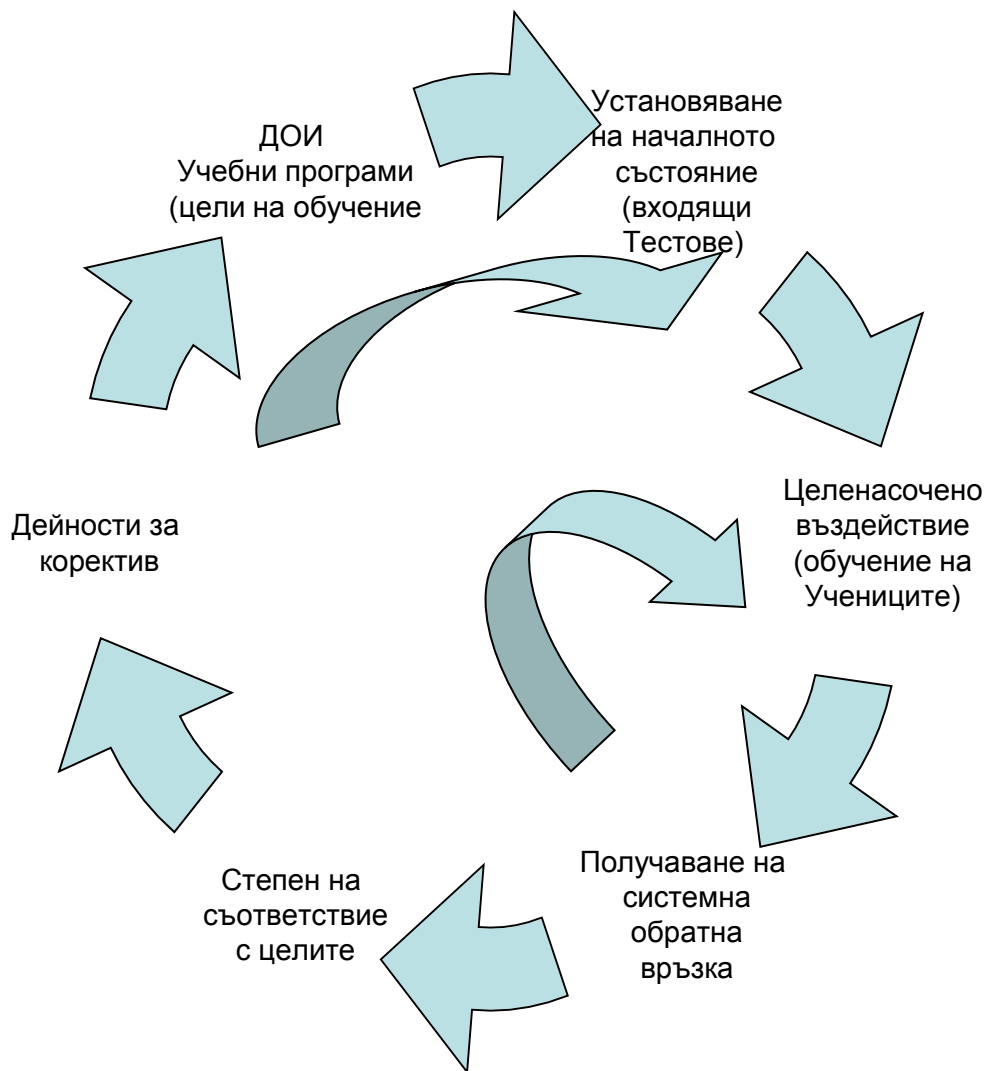 ДОИ
Учебни програми
(цели на обучение
Установяване
на началното
състояние
(входящи
Тестове)
Целенасочено
въздействие
(обучение на
Учениците)
Получаване на
системна
обратна
връзка
Степен на
съответствие
с целите
Дейности за
коректив